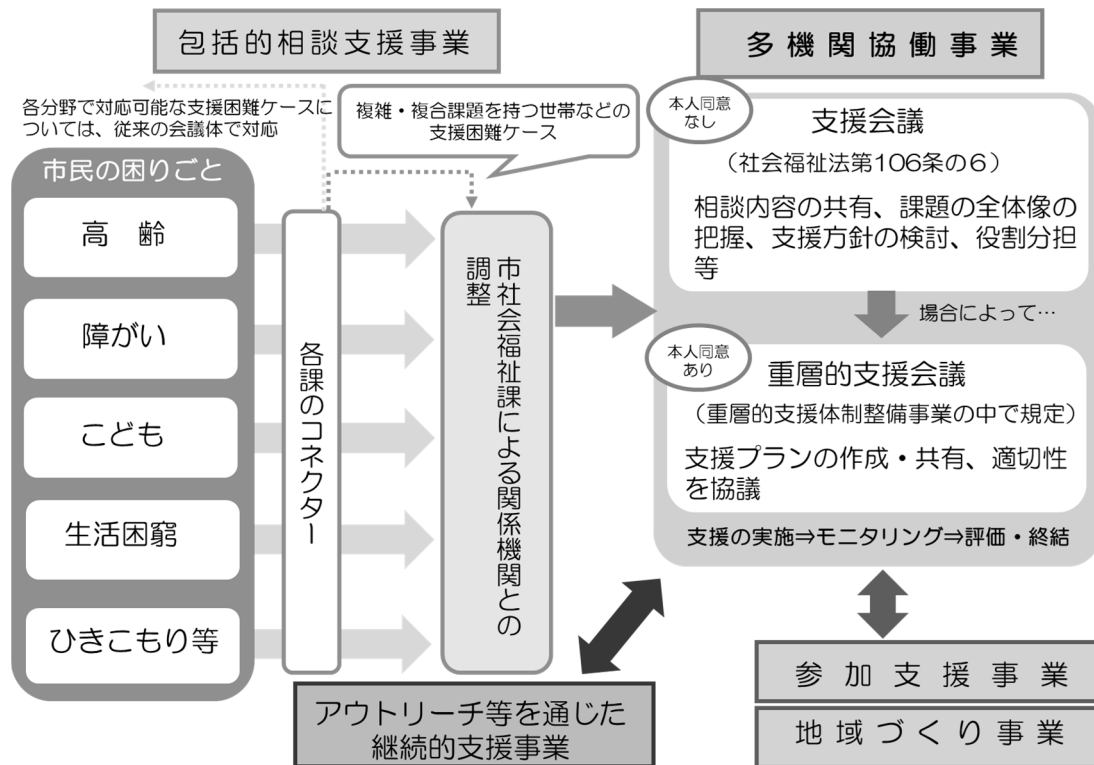 包括的相談支援事業
多機関協働事業
各分野で対応可能な支援困難ケースに
ついては、従来の会議体で対応
複雑・複合課題を持つ世帯などの
支援困難ケース
市民の困りごと
高　齢
障がい
こども
生活困窮
ひきこもり等
各課のコネクター
市社会福祉課による関係機関との
調整
本人同意
なし
支援会議
（社会福祉法第106条の６）
相談内容の共有、課題の全体像の
把握、支援方針の検討、役割分担
等
場合によって…
本人同意
あり
重層的支援会議
（重層的支援体制整備事業の中で規定）
支援プランの作成・共有、適切性
を協議
支援の実施⇒モニタリング⇒評価・終結
アウトリーチ等を通じた
継続的支援事業
参加支援事業
地域づくり事業